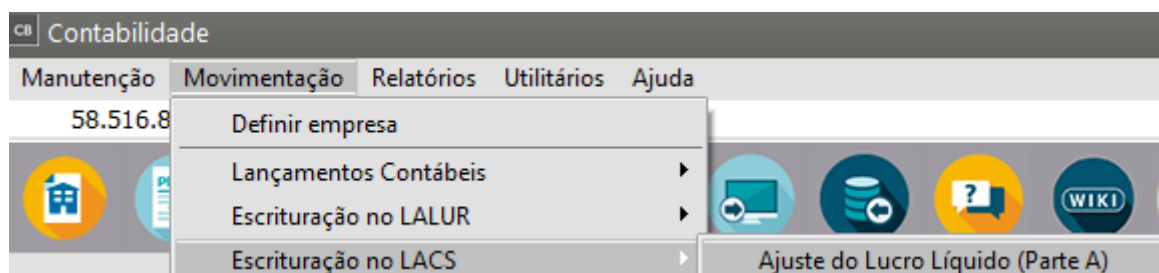 CB Contabilidade
Manutenção Movimentação Relatórios Utilitários Ajuda
58.516.8
Definir empresa
Lançamentos Contábeis
Escrituração no LALUR
WIKI
Escrituração no LACS Ajuste do Lucro Líquido (Parte A)